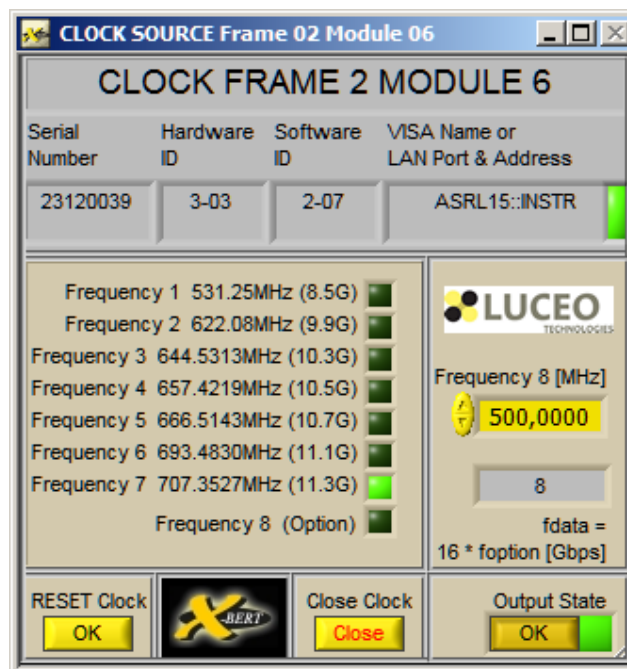 CLOCK SOURCE Frame 02 Module 06
CLOCK FRAME 2 MODULE 6
Serial Number
Hardware ID
Software ID
VISA Name or
LAN Port & Address
23120039
3-03
2-07
ASRL15::INSTR
Frequency 1 531.25MHz (8.5G)
Frequency 2 622.08MHz (9.9G)
Frequency 3 644.5313MHz (10.3G)
Frequency 4 657.4219MHz (10.5G)
Frequency 5 666.5143MHz (10.7G)
Frequency 6 693.4830MHz (11.1G)
Frequency 7 707.3527MHz (11.3G)
Frequency 8 (Option)
LUCEO
TECHNOLOGIES
Frequency 8 [MHz]
500,0000
8
fdata =
16 * foption [Gbps]
RESET Clock
OK
X-BERT
Close Clock
Close
Output State
OK